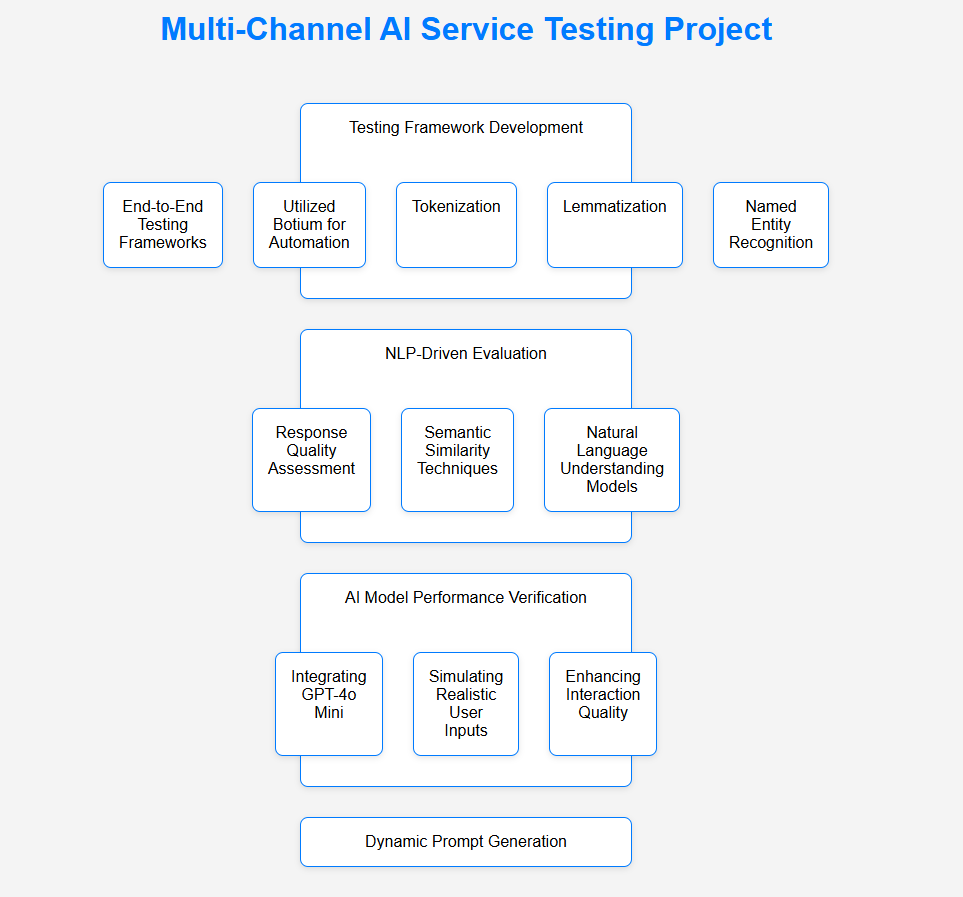 Multi-Channel AI Service Testing Project
Testing Framework Development
End-to-End
Testing
Frameworks
Utilized
Botium for
Automation
Tokenization
Lemmatization
Named
Entity
Recognition
NLP-Driven Evaluation
Response
Quality
Assessment
Semantic
Similarity
Techniques
Natural
Language
Understanding
Models
AI Model Performance Verification
Integrating
GPT-4o
Mini
Simulating
Realistic
User
Inputs
Enhancing
Interaction
Quality
Dynamic Prompt Generation